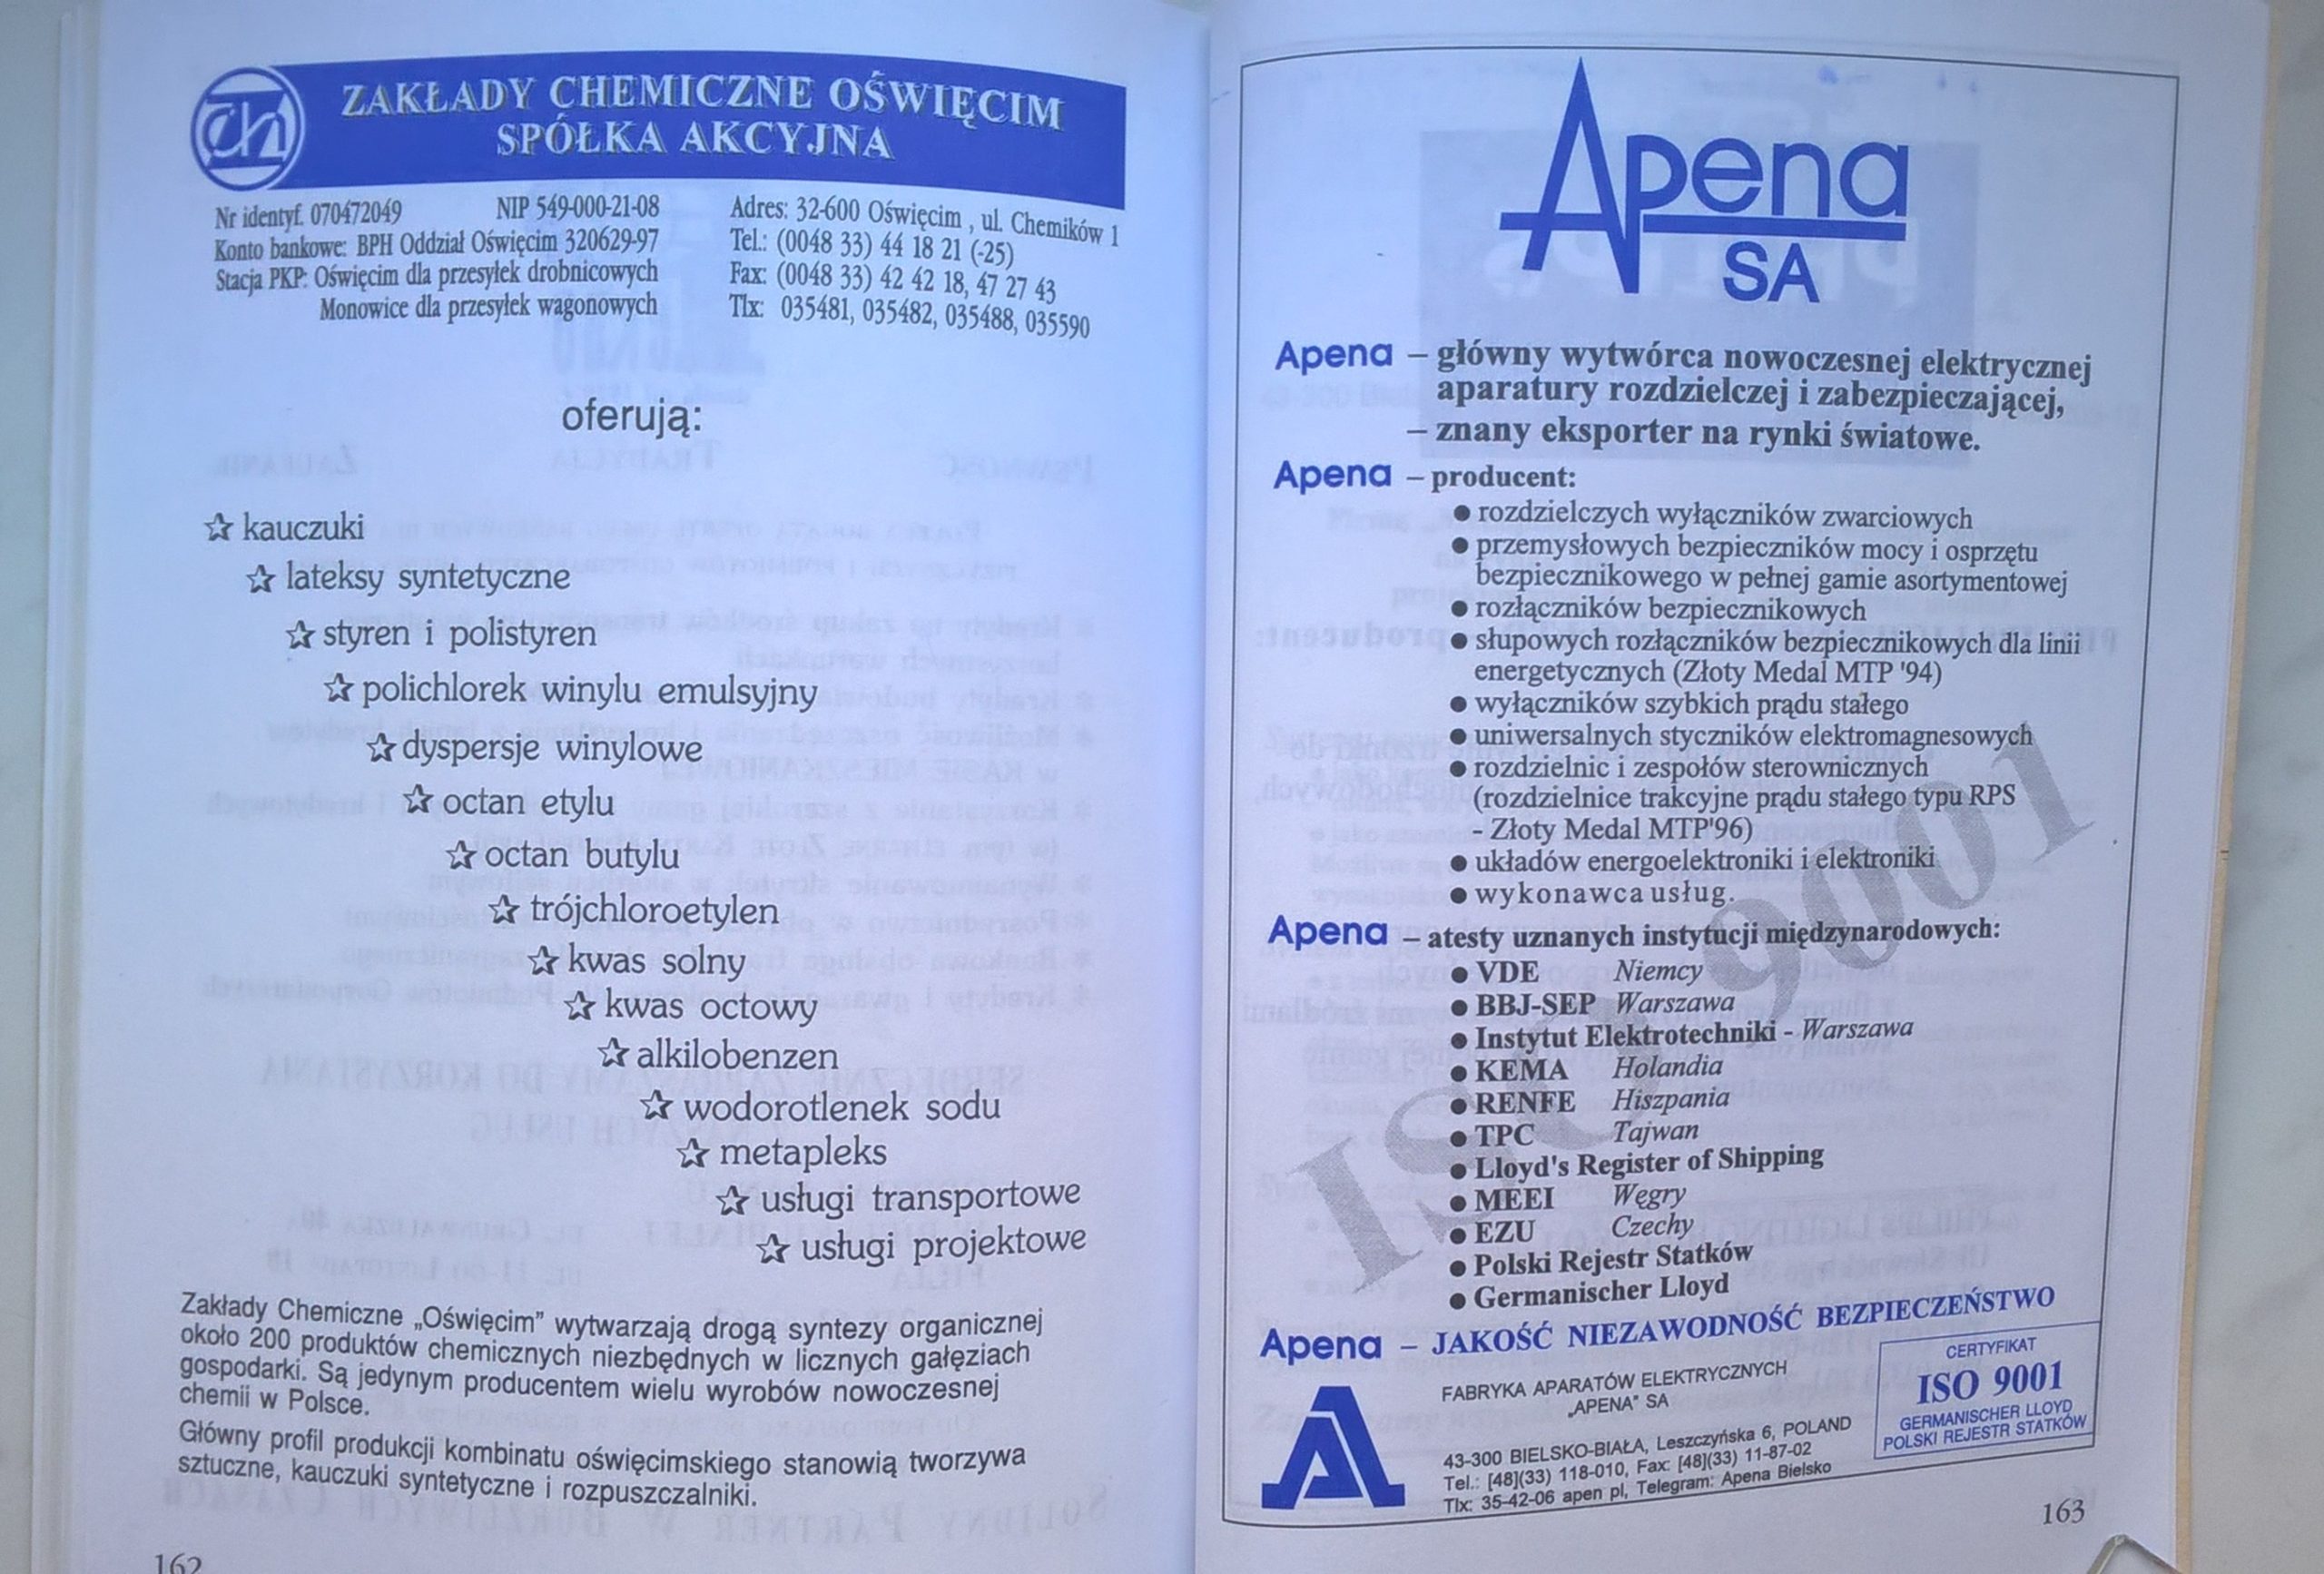 ZAKŁADY CHEMICZNE OŚWIĘCIM
SPÓŁKA AKCYJNA
Nr identyf. 070472049 NIP 549-000-21-08
Konto bankowe: BPH Oddział Oświęcim 320629-97
Stacja PKP: Oświęcim dla przesyłek drobnicowych
Monowice dla przesyłek wagonowych
Adres: 32-600 Oświęcim , ul. Chemików 1
Tel.: (0048 33) 44 18 21 (-25)
Fax: (0048 33) 42 42 18, 47 27 43
Tlx: 035481, 035482, 035488, 035590
oferują:
☆ kauczuki
☆ lateksy syntetyczne
☆ styren i polistyren
☆ polichlorek winylu emulsyjny
☆ dyspersje winylowe
☆ octan etylu
☆ octan butylu
☆ trójchloroetylen
☆ kwas solny
☆ kwas octowy
☆ alkilobenzen
☆ wodorotlenek sodu
☆ metapleks
☆ usługi transportowe
☆ usługi projektowe
Zakłady Chemiczne „Oświęcim” wytwarzają drogą syntezy organicznej
około 200 produktów chemicznych niezbędnych w licznych gałęziach
gospodarki. Są jedynym producentem wielu wyrobów nowoczesnej
chemii w Polsce.
Główny profil produkcji kombinatu oświęcimskiego stanowią tworzywa
sztuczne, kauczuki syntetyczne i rozpuszczalniki.
162
Apena
SA
Apena – główny wytwórca nowoczesnej elektrycznej
aparatury rozdzielczej i zabezpieczającej,
– znany eksporter na rynki światowe.
Apena – producent:
● rozdzielczych wyłączników zwarciowych
● przemysłowych bezpieczników mocy i osprzętu
bezpiecznikowego w pełnej gamie asortymentowej
● rozłączników bezpiecznikowych
● słupowych rozłączników bezpiecznikowych dla linii
energetycznych (Złoty Medal MTP '94)
● wyłączników szybkich prądu stałego
● uniwersalnych styczników elektromagnesowych
● rozdzielnic i zespołów sterowniczych
(rozdzielnice trakcyjne prądu stałego typu RPS
- Złoty Medal MTP'96)
● układów energoelektroniki i elektroniki
● wykonawca usług.
Apena – atesty uznanych instytucji międzynarodowych:
● VDE Niemcy
● BBJ-SEP Warszawa
● Instytut Elektrotechniki - Warszawa
● KEMA Holandia
● RENFE Hiszpania
● TPC Tajwan
● Lloyd's Register of Shipping
● MEEI Węgry
● EZU Czechy
● Polski Rejestr Statków
● Germanischer Lloyd
ISO 9001
Apena – JAKOŚĆ NIEZAWODNOŚĆ BEZPIECZEŃSTWO
FABRYKA APARATÓW ELEKTRYCZNYCH
„APENA” SA
43-300 BIELSKO-BIAŁA, Leszczyńska 6, POLAND
Tel.: [48](33) 118-010, Fax: [48](33) 11-87-02
Tlx: 35-42-06 apen pl, Telegram: Apena Bielsko
CERTYFIKAT
ISO 9001
GERMANISCHER LLOYD
POLSKI REJESTR STATKÓW
163